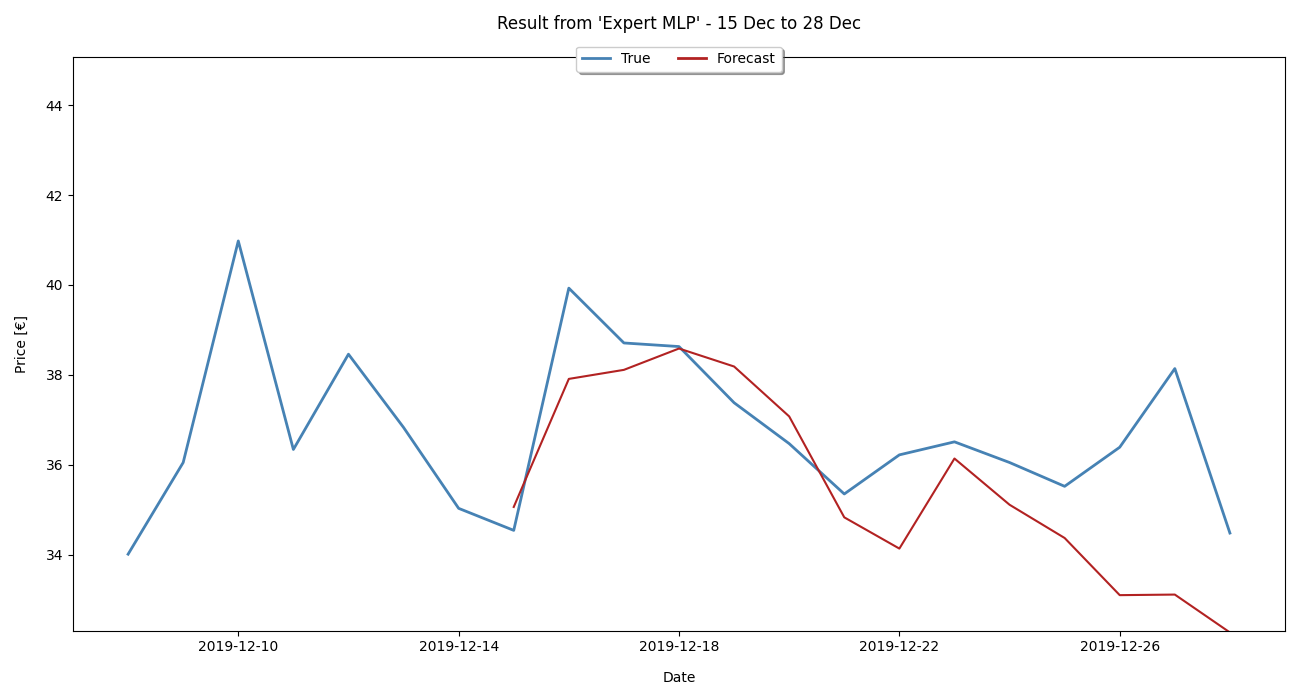 Result from 'Expert MLP' - 15 Dec to 28 Dec
True Forecast
44
42
40
38
36
34
Price [€]
2019-12-10 2019-12-14 2019-12-18 2019-12-22 2019-12-26
Date